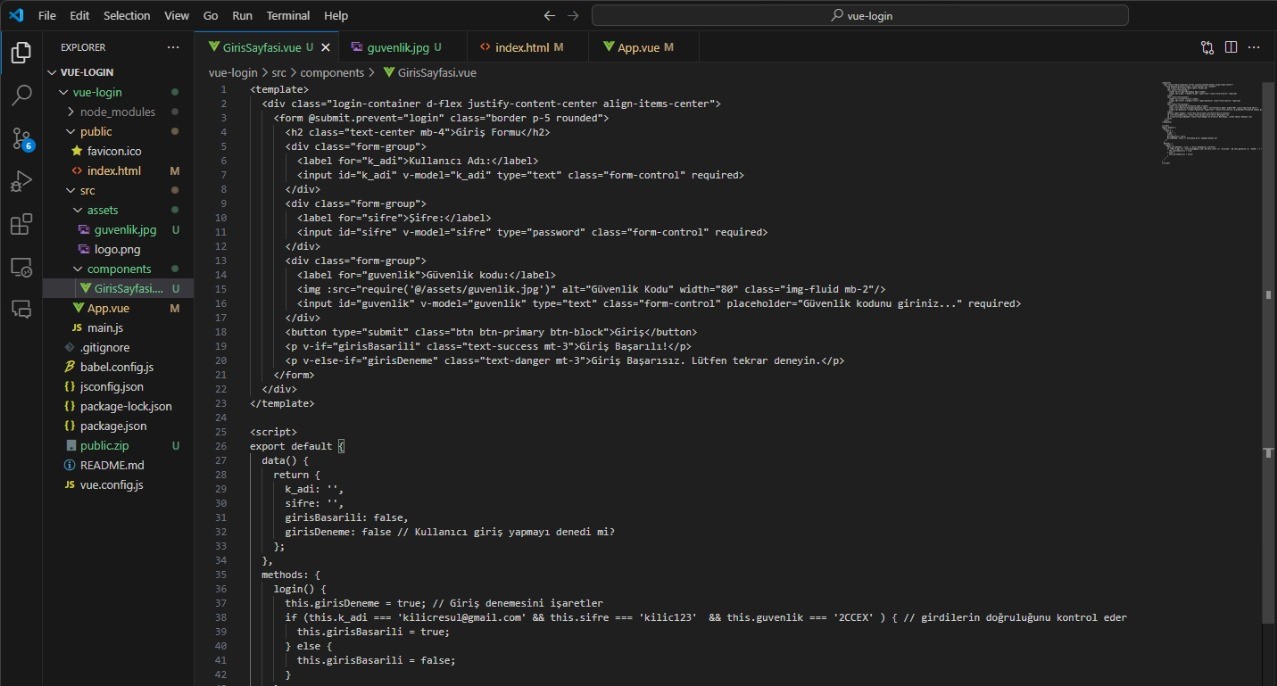 File Edit Selection View Go Run Terminal Help
vue-login
EXPLORER
GirisSayfasi.vue U
guvenlik.jpg U
index.html M
App.vue M
VUE-LOGIN
vue-login
node_modules
public
favicon.ico
index.html M
src
assets
guvenlik.jpg U
logo.png
components
GirisSayfasi.... U
App.vue M
JS main.js
.gitignore
babel.config.js
{} jsconfig.json
{} package-lock.json
{} package.json
public.zip U
README.md
JS vue.config.js
6
vue-login > src > components > GirisSayfasi.vue
1 <template>
2 <div class="login-container d-flex justify-content-center align-items-center">
3 <form @submit.prevent="login" class="border p-5 rounded">
4 <h2 class="text-center mb-4">Giriş Formu</h2>
5 <div class="form-group">
6 <label for="k_adi">Kullanıcı Adı:</label>
7 <input id="k_adi" v-model="k_adi" type="text" class="form-control" required>
8 </div>
9 <div class="form-group">
10 <label for="sifre">Şifre:</label>
11 <input id="sifre" v-model="sifre" type="password" class="form-control" required>
12 </div>
13 <div class="form-group">
14 <label for="guvenlik">Güvenlik kodu:</label>
15 <img :src="require('@/assets/guvenlik.jpg')" alt="Güvenlik Kodu" width="80" class="img-fluid mb-2"/>
16 <input id="guvenlik" v-model="guvenlik" type="text" class="form-control" placeholder="Güvenlik kodunu giriniz..." required>
17 </div>
18 <button type="submit" class="btn btn-primary btn-block">Giriş</button>
19 <p v-if="girisBasarili" class="text-success mt-3">Giriş Başarılı!</p>
20 <p v-else-if="girisDeneme" class="text-danger mt-3">Giriş Başarısız. Lütfen tekrar deneyin.</p>
21 </form>
22 </div>
23 </template>
24
25 <script>
26 export default {
27 data() {
28 return {
29 k_adi: '',
30 sifre: '',
31 girisBasarili: false,
32 girisDeneme: false // Kullanıcı giriş yapmayı denedi mi?
33 };
34 },
35 methods: {
36 login() {
37 this.girisDeneme = true; // Giriş denemesini işaretler
38 if (this.k_adi === 'kilicresul@gmail.com' && this.sifre === 'kilic123' && this.guvenlik === '2CCEX' ) { // girdilerin doğruluğunu kontrol eder
39 this.girisBasarili = true;
40 } else {
41 this.girisBasarili = false;
42 }